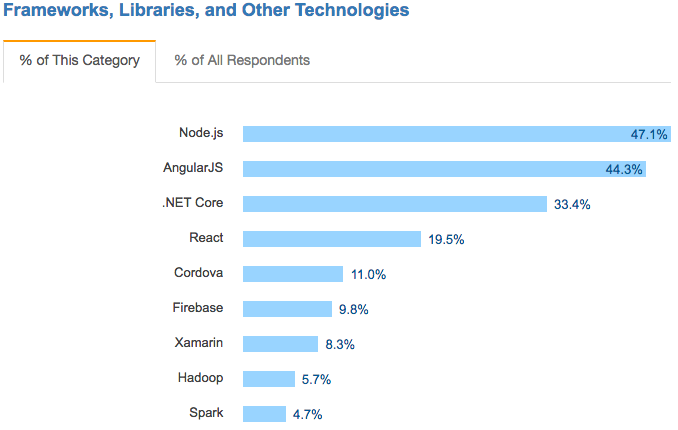 Frameworks, Libraries, and Other Technologies
% of This Category % of All Respondents
Node.js 47.1%
AngularJS 44.3%
.NET Core 33.4%
React 19.5%
Cordova 11.0%
Firebase 9.8%
Xamarin 8.3%
Hadoop 5.7%
Spark 4.7%